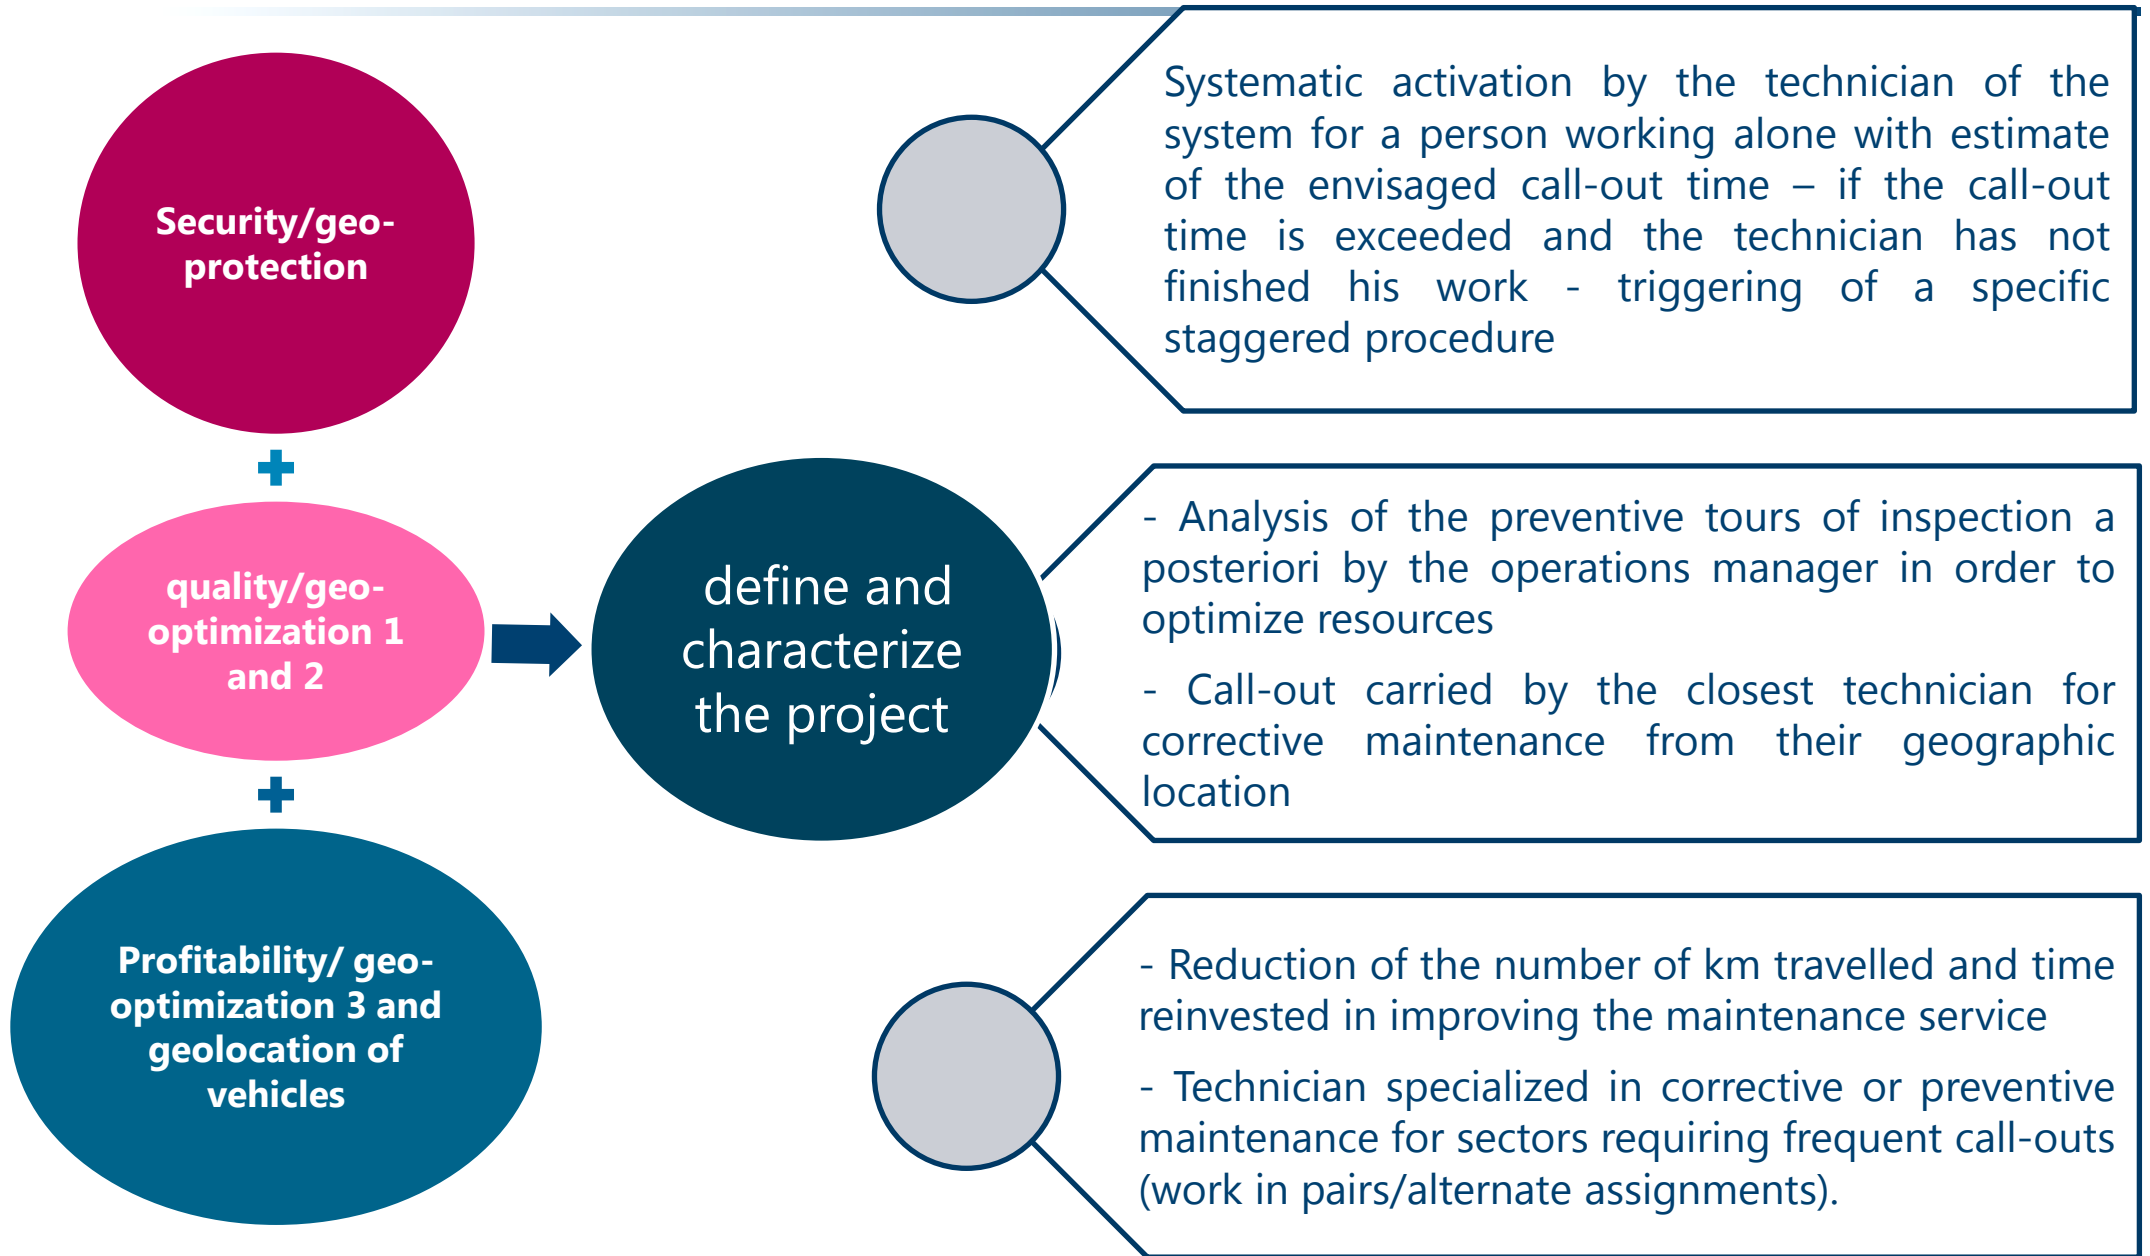 Security/geo-
protection
quality/geo-
optimization 1
and 2
Profitability/ geo-
optimization 3 and
geolocation of
vehicles
define and
characterize
the project
Systematic activation by the technician of the
system for a person working alone with estimate
of the envisaged call-out time – if the call-out
time is exceeded and the technician has not
finished his work - triggering of a specific
staggered procedure
- Analysis of the preventive tours of inspection a
posteriori by the operations manager in order to
optimize resources
- Call-out carried by the closest technician for
corrective maintenance from their geographic
location
- Reduction of the number of km travelled and time
reinvested in improving the maintenance service
- Technician specialized in corrective or preventive
maintenance for sectors requiring frequent call-outs
(work in pairs/alternate assignments).